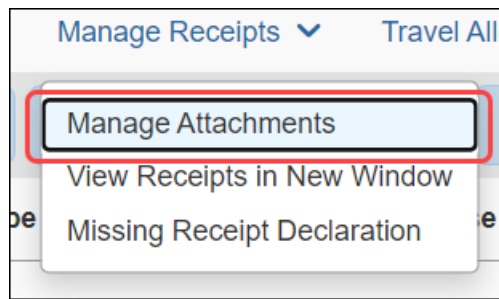 Manage Receipts Travel All
Manage Attachments
View Receipts in New Window
Missing Receipt Declaration